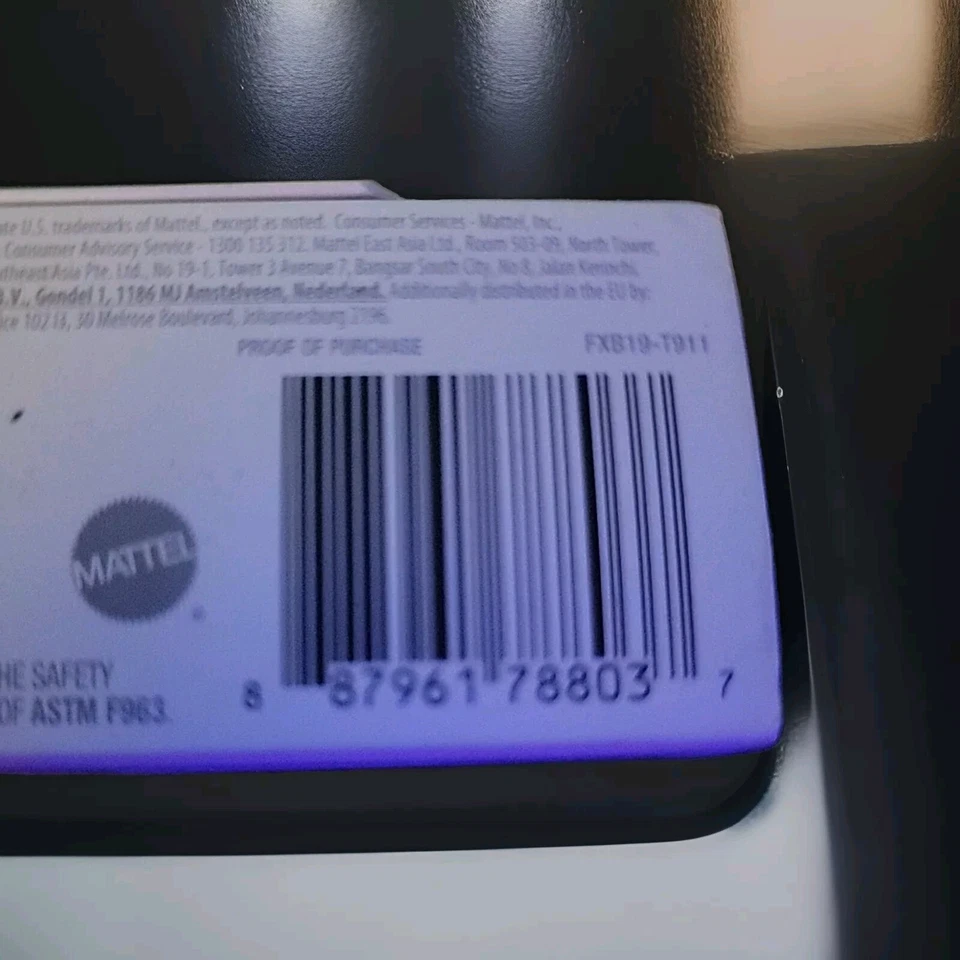 ate U.S. trademarks of Mattel, except as noted. Consumer Services - Mattel, Inc.,
Consumer Advisory Service - 1300 135 312. Mattel East Asia Ltd., Room 503-09, North Tower,
utheast Asia Pte. Ltd., No 19-1, Tower 3 Avenue 7, Bangsar South City, No 8, Jalan Kerinchi,
B.V., Gondel 1, 1186 MJ Amstelveen, Nederland. Additionally distributed in the EU by:
ice 102 I3, 30 Melrose Boulevard, Johannesburg 2196.
PROOF OF PURCHASE FXB19-T911
MATTEL
HE SAFETY
OF ASTM F963.
8 87961 78803 7